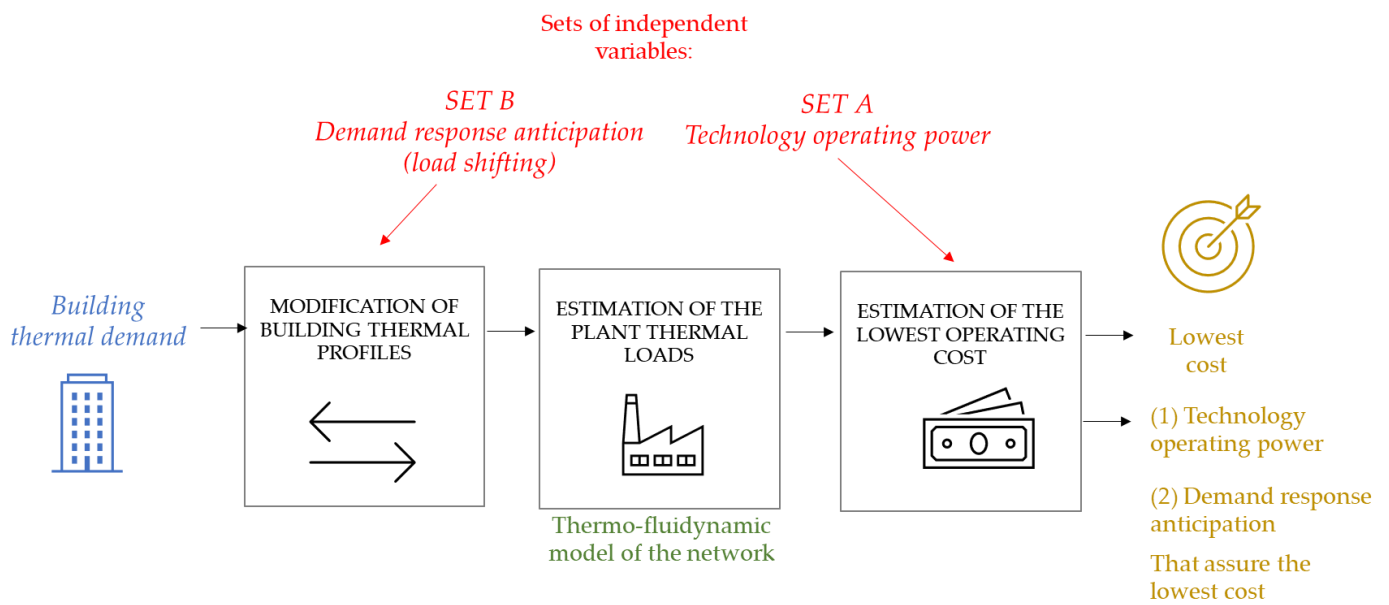 Sets of independent
variables:
SET B
Demand response anticipation
(load shifting)
SET A
Technology operating power
Building
thermal demand
MODIFICATION OF
BUILDING THERMAL
PROFILES
ESTIMATION OF THE
PLANT THERMAL
LOADS
Thermo-fluidynamic
model of the network
ESTIMATION OF THE
LOWEST OPERATING
COST
Lowest
cost
(1) Technology
operating power
(2) Demand response
anticipation
That assure the
lowest cost